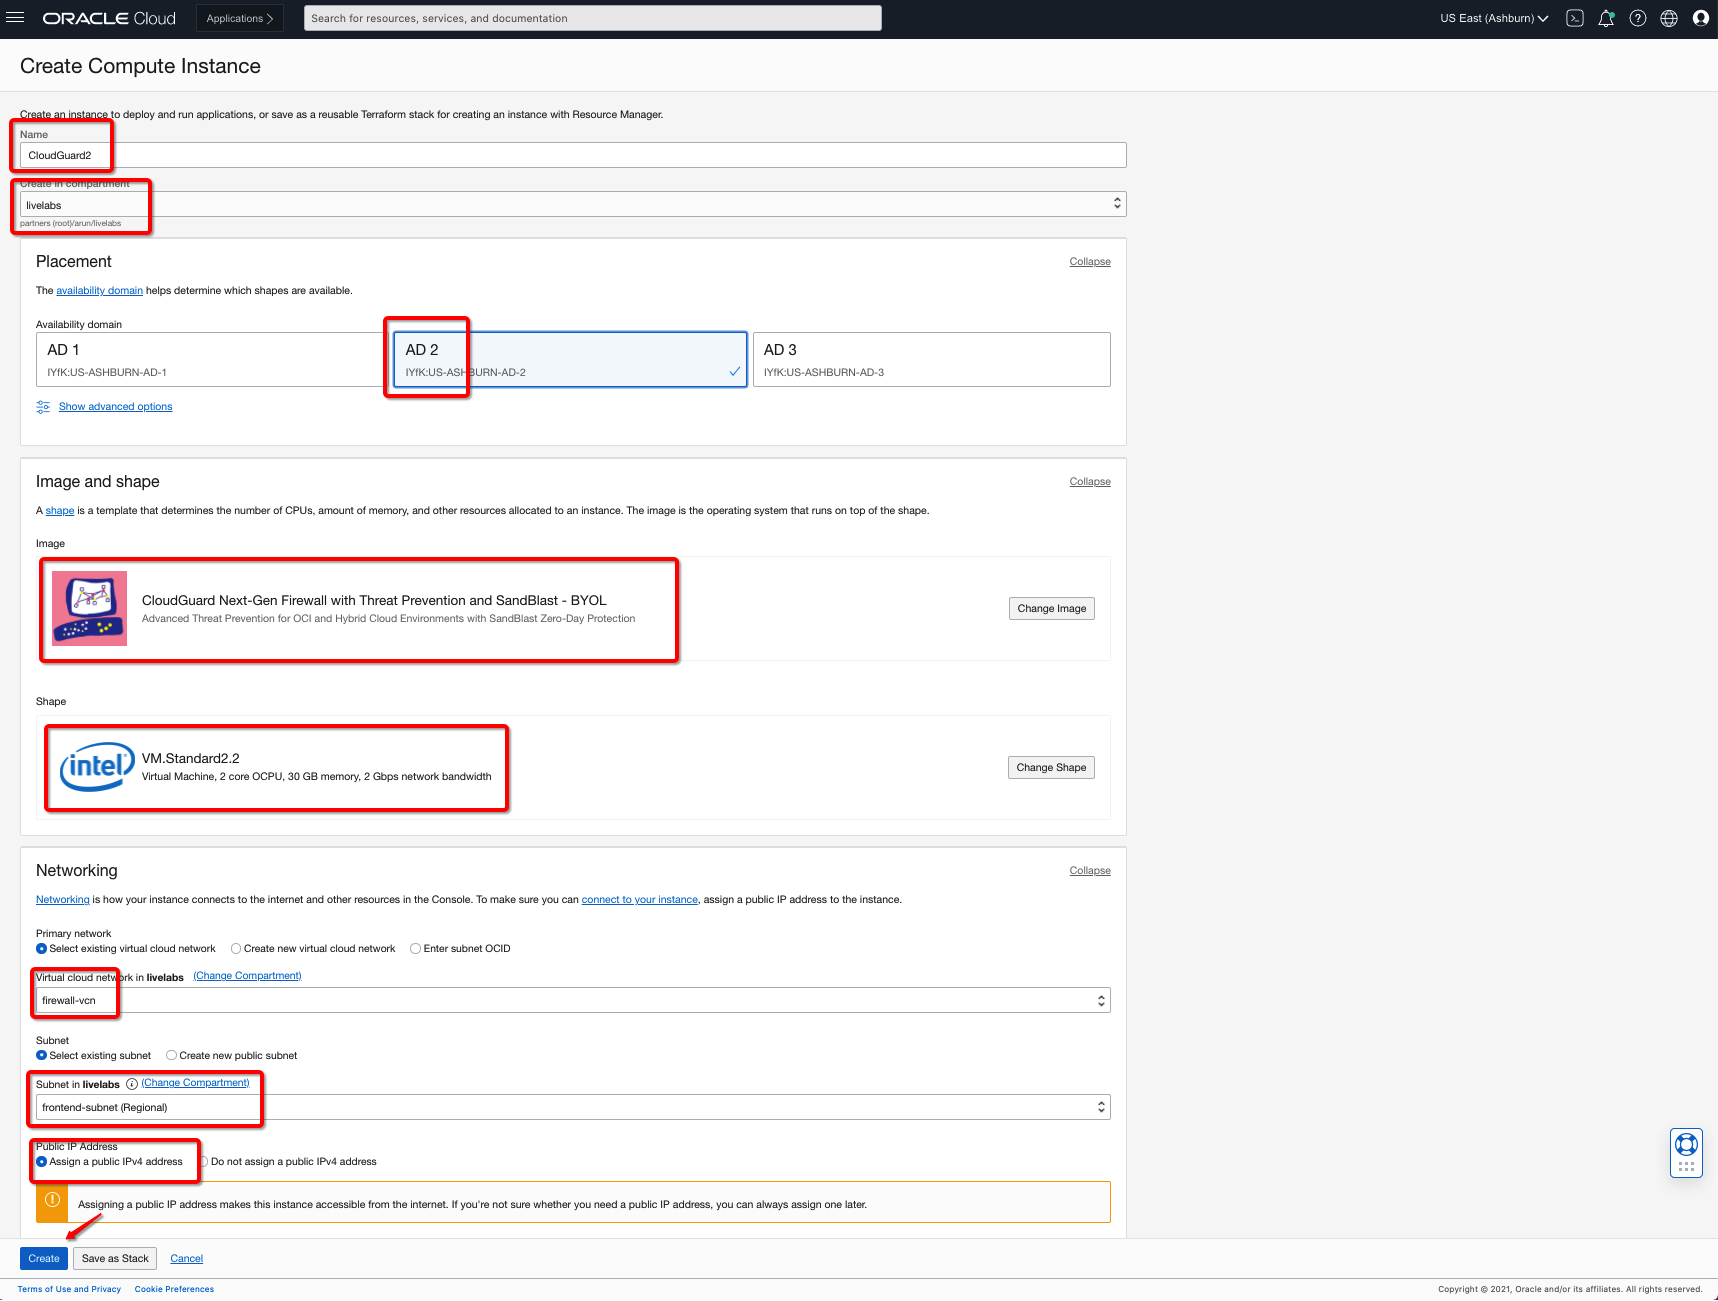 ORACLE Cloud
Applications
Search for resources, services, and documentation
US East (Ashburn)
Create Compute Instance
Create an instance to deploy and run applications, or save as a reusable Terraform stack for creating an instance with Resource Manager.
Name
CloudGuard2
Create in compartment
livelabs
partners (root)/arun/livelabs
Placement
Collapse
The availability domain helps determine which shapes are available.
Availability domain
AD 1
IYfK:US-ASHBURN-AD-1
AD 2
IYfK:US-ASHBURN-AD-2
AD 3
IYfK:US-ASHBURN-AD-3
Show advanced options
Image and shape
Collapse
A shape is a template that determines the number of CPUs, amount of memory, and other resources allocated to an instance. The image is the operating system that runs on top of the shape.
Image
CloudGuard Next-Gen Firewall with Threat Prevention and SandBlast - BYOL
Advanced Threat Prevention for OCI and Hybrid Cloud Environments with SandBlast Zero-Day Protection
Change Image
Shape
intel
VM.Standard2.2
Virtual Machine, 2 core OCPU, 30 GB memory, 2 Gbps network bandwidth
Change Shape
Networking
Collapse
Networking is how your instance connects to the internet and other resources in the Console. To make sure you can connect to your instance, assign a public IP address to the instance.
Primary network
Select existing virtual cloud network Create new virtual cloud network Enter subnet OCID
Virtual cloud network in livelabs (Change Compartment)
firewall-vcn
Subnet
Select existing subnet Create new public subnet
Subnet in livelabs (Change Compartment)
frontend-subnet (Regional)
Public IP Address
Assign a public IPv4 address Do not assign a public IPv4 address
Assigning a public IP address makes this instance accessible from the internet. If you're not sure whether you need a public IP address, you can always assign one later.
Create Save as Stack Cancel
Terms of Use and Privacy Cookie Preferences
Copyright © 2021, Oracle and/or its affiliates. All rights reserved.